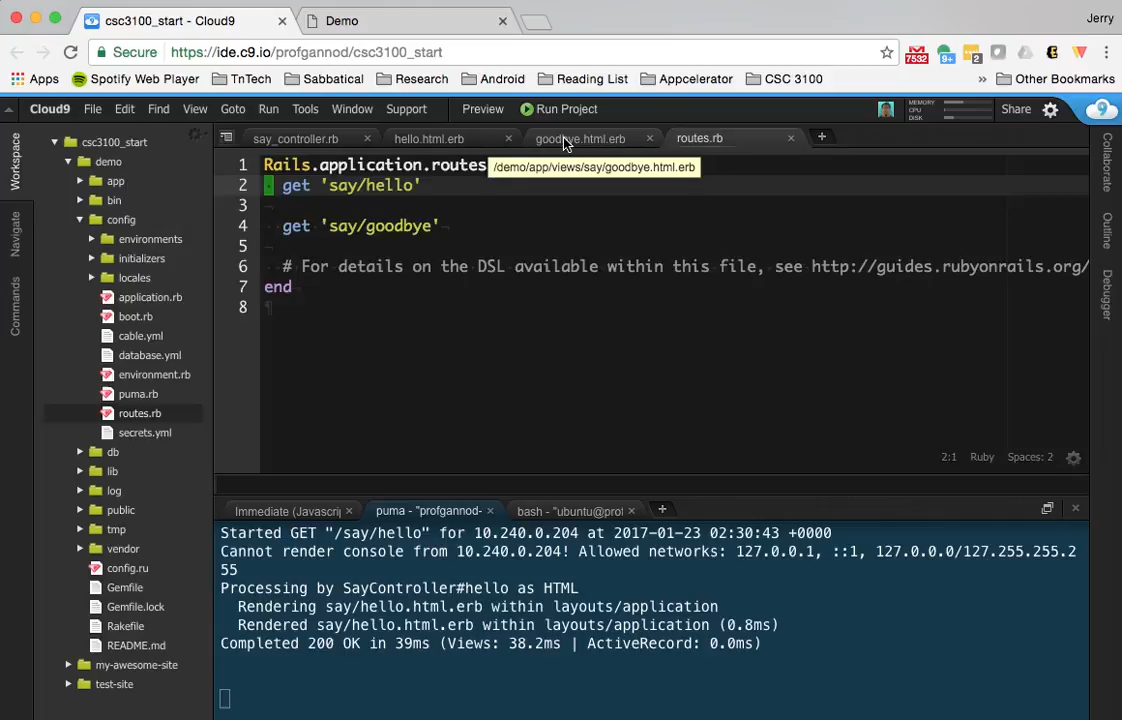 csc3100_start - Cloud9
Demo
Jerry
Secure
https://ide.c9.io/profgannod/csc3100_start
7532
9+
2
Apps
Spotify Web Player
TnTech
Sabbatical
Research
Android
Reading List
Appcelerator
CSC 3100
»
Other Bookmarks
Cloud9 File Edit Find View Goto Run Tools Window Support Preview Run Project
MEMORY
CPU
DISK
Share
Workspace
Navigate
Commands
Collaborate
Outline
Debugger
csc3100_start
demo
app
bin
config
environments
initializers
locales
application.rb
boot.rb
cable.yml
database.yml
environment.rb
puma.rb
routes.rb
secrets.yml
db
lib
log
public
tmp
vendor
config.ru
Gemfile
Gemfile.lock
Rakefile
README.md
my-awesome-site
test-site
say_controller.rb
hello.html.erb
goodbye.html.erb
routes.rb
/demo/app/views/say/goodbye.html.erb
1 Rails.application.routes
2 get 'say/hello'
3
4 get 'say/goodbye'
5
6 # For details on the DSL available within this file, see http://guides.rubyonrails.org/
7 end
8
2:1 Ruby Spaces: 2
Immediate (Javascri
puma - "profgannod-
bash - "ubuntu@prof
Started GET "/say/hello" for 10.240.0.204 at 2017-01-23 02:30:43 +0000
Cannot render console from 10.240.0.204! Allowed networks: 127.0.0.1, ::1, 127.0.0.0/127.255.255.2
55
Processing by SayController#hello as HTML
Rendering say/hello.html.erb within layouts/application
Rendered say/hello.html.erb within layouts/application (0.8ms)
Completed 200 OK in 39ms (Views: 38.2ms | ActiveRecord: 0.0ms)